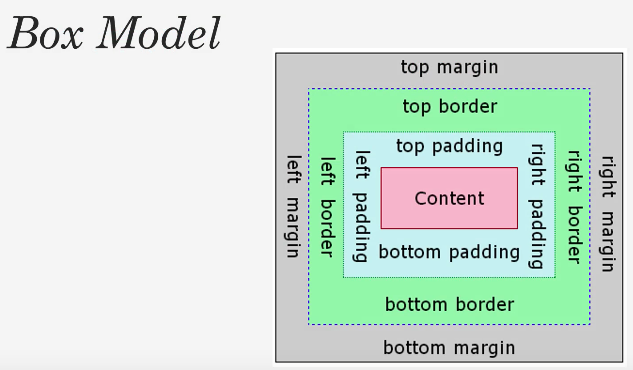 Box Model
top margin
top border
top padding
left margin
left border
left padding
Content
right padding
right border
right margin
bottom padding
bottom border
bottom margin